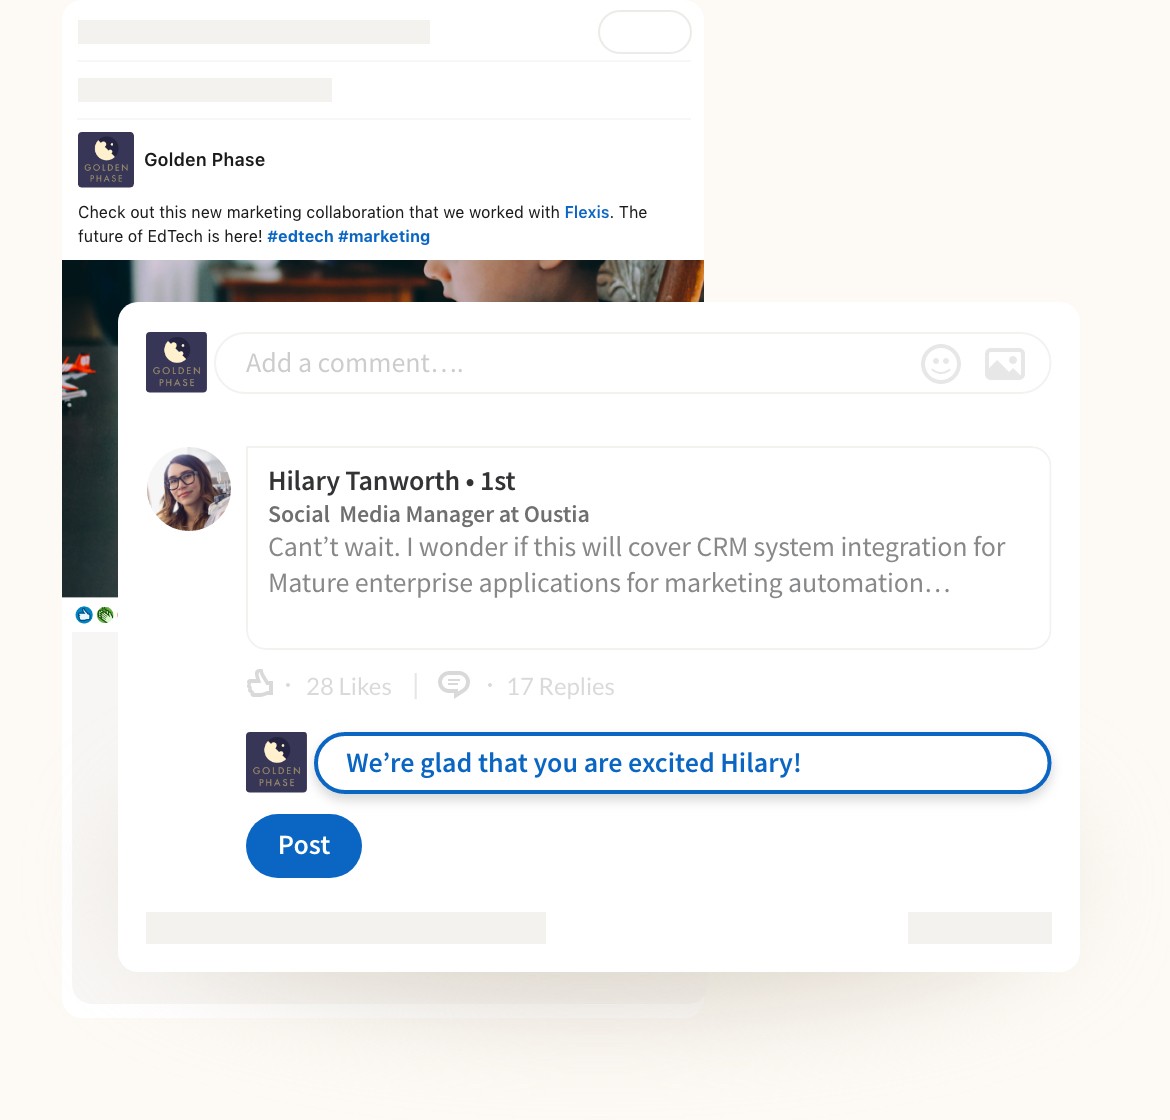 GOLDEN
PHASE
Golden Phase
Check out this new marketing collaboration that we worked with Flexis. The
future of EdTech is here! #edtech #marketing
GOLDEN
PHASE
Add a comment….
Hilary Tanworth • 1st
Social  Media Manager at Oustia
Cant’t wait. I wonder if this will cover CRM system integration for
Mature enterprise applications for marketing automation…
· 28 Likes | · 17 Replies
GOLDEN
PHASE
We’re glad that you are excited Hilary!
Post